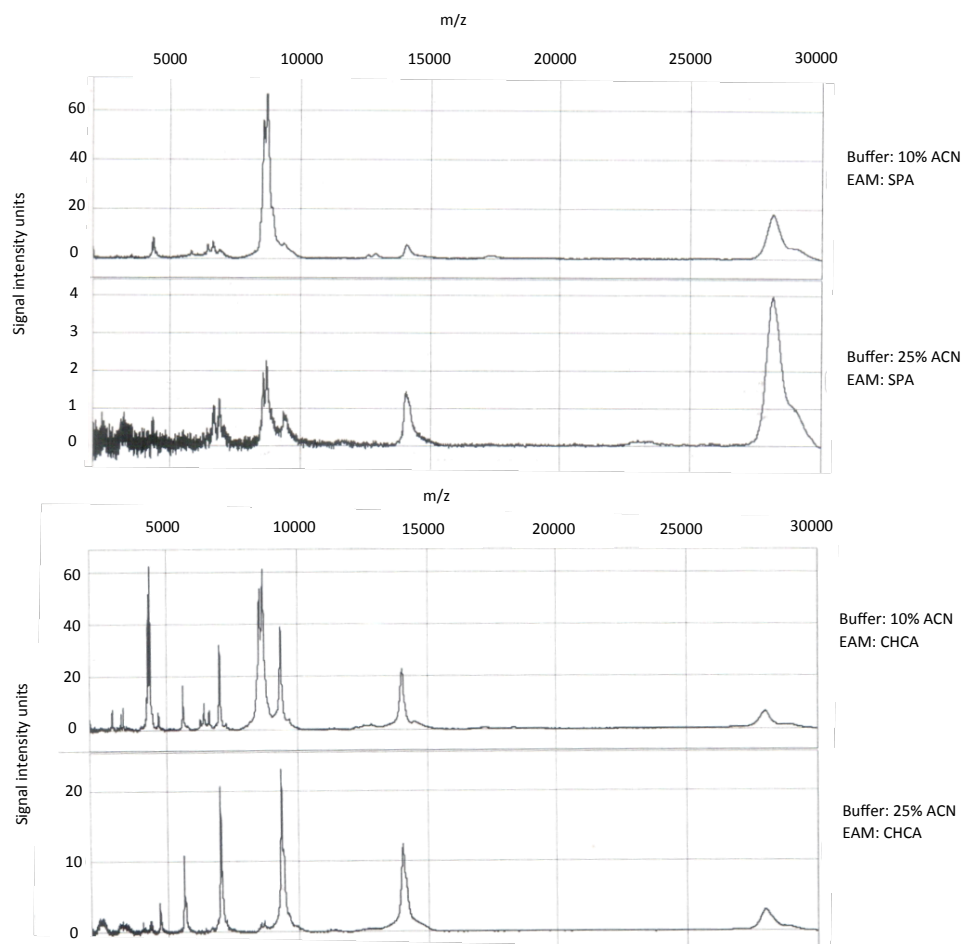 m/z
5000 10000 15000 20000 25000 30000
60
40
20
0
Buffer: 10% ACN
EAM: SPA
Signal intensity units
4
3
2
1
0
Buffer: 25% ACN
EAM: SPA
m/z
5000 10000 15000 20000 25000 30000
60
40
20
0
Buffer: 10% ACN
EAM: CHCA
Signal intensity units
20
10
0
Buffer: 25% ACN
EAM: CHCA